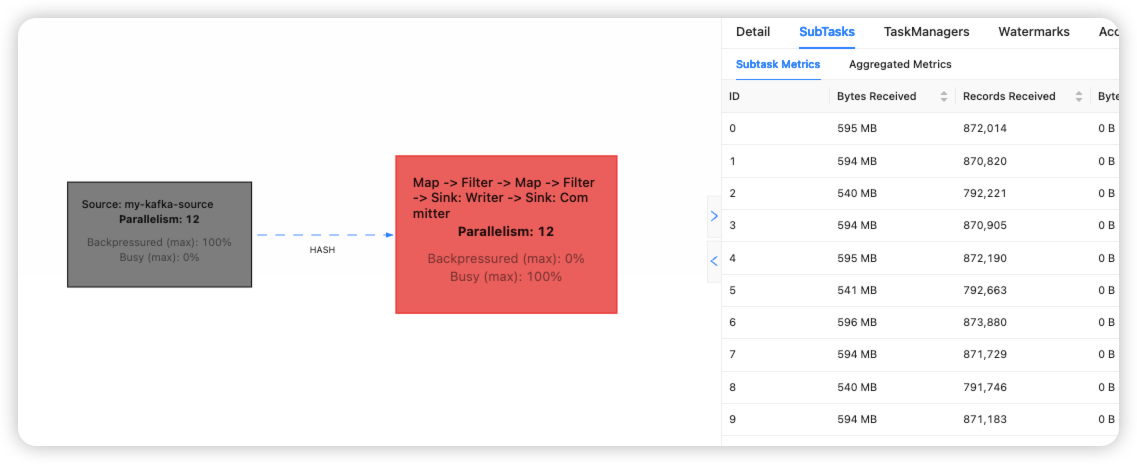 Detail SubTasks TaskManagers Watermarks Acc
Subtask Metrics Aggregated Metrics
ID Bytes Received Records Received Byte
0 595 MB 872,014 0 B
1 594 MB 870,820 0 B
2 540 MB 792,221 0 B
3 594 MB 870,905 0 B
4 595 MB 872,190 0 B
5 541 MB 792,663 0 B
6 596 MB 873,880 0 B
7 594 MB 871,729 0 B
8 540 MB 791,746 0 B
9 594 MB 871,183 0 B
Source: my-kafka-source
Parallelism: 12
Backpressured (max): 100%
Busy (max): 0%
HASH
Map -> Filter -> Map -> Filter
-> Sink: Writer -> Sink: Com
mitter
Parallelism: 12
Backpressured (max): 0%
Busy (max): 100%